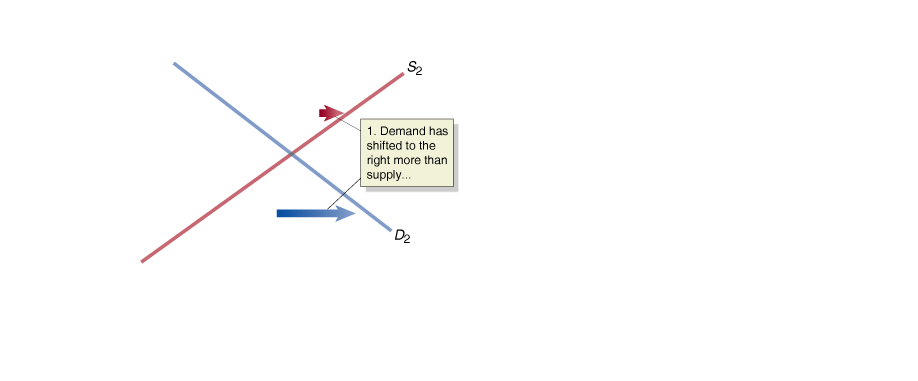 S2
1. Demand has
shifted to the
right more than
supply...
D2